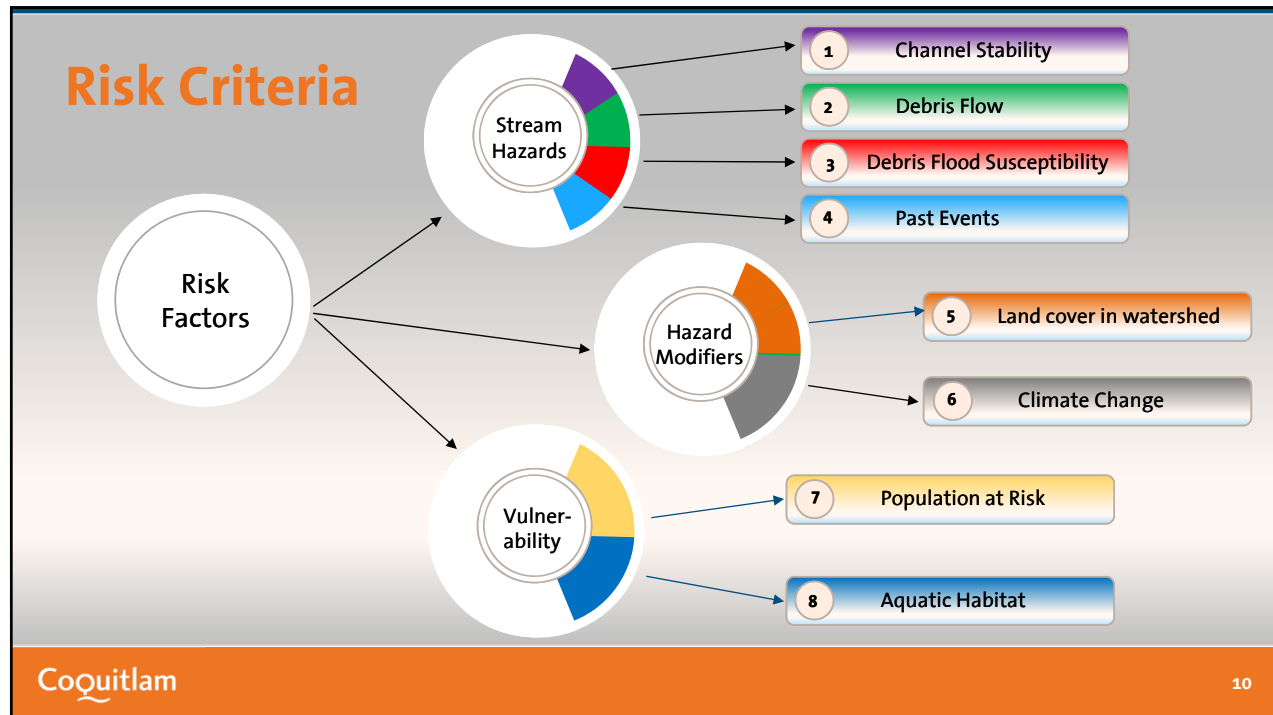 Risk Criteria
Risk
Factors
Stream
Hazards
1 Channel Stability
2 Debris Flow
3 Debris Flood Susceptibility
4 Past Events
Hazard
Modifiers
5 Land cover in watershed
6 Climate Change
Vulner-
ability
7 Population at Risk
8 Aquatic Habitat
Coquitlam
10